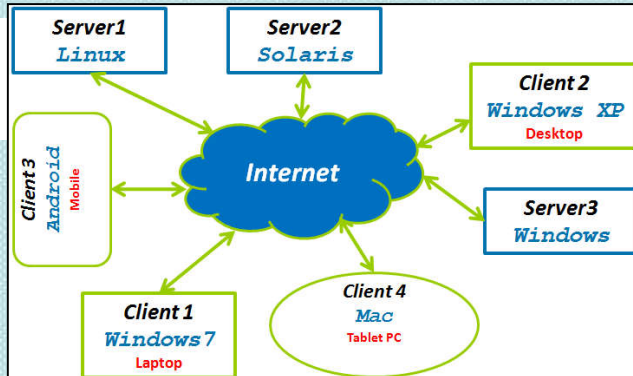 Server1
Linux
Server2
Solaris
Client 2
Windows XP
Desktop
Client 3
Android
Mobile
Internet
Server3
Windows
Client 1
Windows7
Laptop
Client 4
Mac
Tablet PC